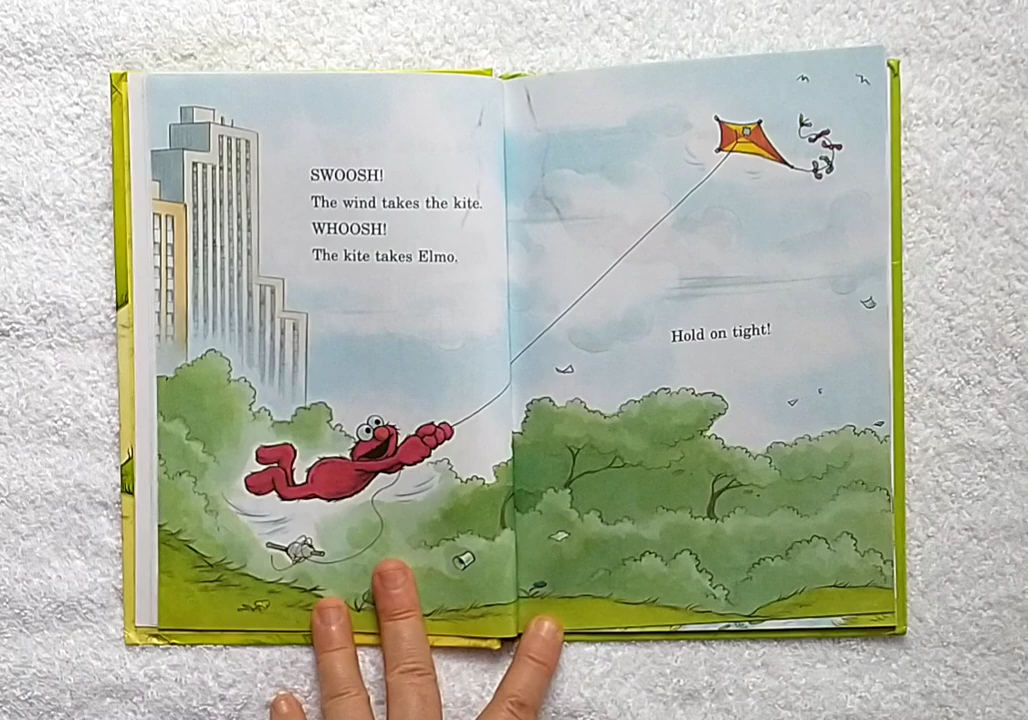 SWOOSH!
The wind takes the kite.
WHOOSH!
The kite takes Elmo.
Hold on tight!